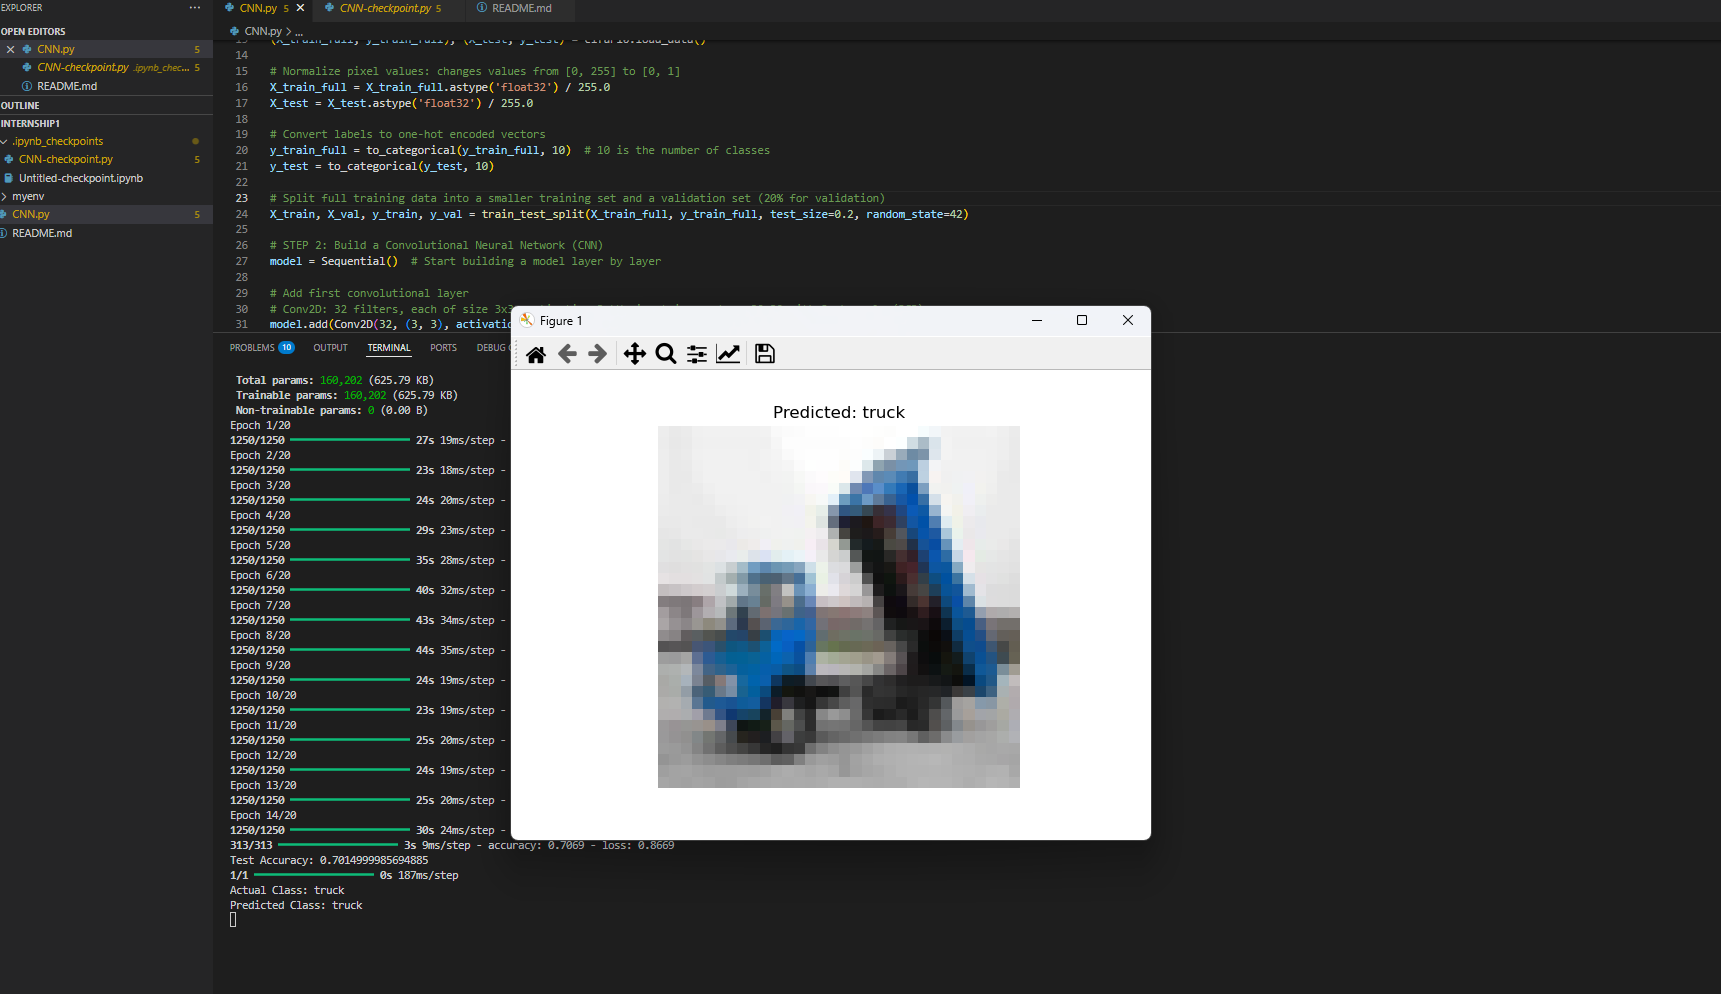 EXPLORER
OPEN EDITORS
CNN.py 5
CNN-checkpoint.py .ipynb_chec... 5
README.md
OUTLINE
INTERNSHIP1
.ipynb_checkpoints
CNN-checkpoint.py 5
Untitled-checkpoint.ipynb
myenv
CNN.py 5
README.md
CNN.py 5
CNN-checkpoint.py 5
README.md
CNN.py > ...
13 (X_train_full, y_train_full), (X_test, y_test) = cifar10.load_data()
14
15 # Normalize pixel values: changes values from [0, 255] to [0, 1]
16 X_train_full = X_train_full.astype('float32') / 255.0
17 X_test = X_test.astype('float32') / 255.0
18
19 # Convert labels to one-hot encoded vectors
20 y_train_full = to_categorical(y_train_full, 10)  # 10 is the number of classes
21 y_test = to_categorical(y_test, 10)
22
23 # Split full training data into a smaller training set and a validation set (20% for validation)
24 X_train, X_val, y_train, y_val = train_test_split(X_train_full, y_train_full, test_size=0.2, random_state=42)
25
26 # STEP 2: Build a Convolutional Neural Network (CNN)
27 model = Sequential()  # Start building a model layer by layer
28
29 # Add first convolutional layer
30 # Conv2D: 32 filters, each of size 3x3
31 model.add(Conv2D(32, (3, 3), activatio
PROBLEMS 10 OUTPUT TERMINAL PORTS DEBUG
Total params: 160,202 (625.79 KB)
Trainable params: 160,202 (625.79 KB)
Non-trainable params: 0 (0.00 B)
Epoch 1/20
1250/1250 27s 19ms/step -
Epoch 2/20
1250/1250 23s 18ms/step -
Epoch 3/20
1250/1250 24s 20ms/step -
Epoch 4/20
1250/1250 29s 23ms/step -
Epoch 5/20
1250/1250 35s 28ms/step -
Epoch 6/20
1250/1250 40s 32ms/step -
Epoch 7/20
1250/1250 43s 34ms/step -
Epoch 8/20
1250/1250 44s 35ms/step -
Epoch 9/20
1250/1250 24s 19ms/step -
Epoch 10/20
1250/1250 23s 19ms/step -
Epoch 11/20
1250/1250 25s 20ms/step -
Epoch 12/20
1250/1250 24s 19ms/step -
Epoch 13/20
1250/1250 25s 20ms/step -
Epoch 14/20
1250/1250 30s 24ms/step -
313/313 3s 9ms/step - accuracy: 0.7069 - loss: 0.8669
Test Accuracy: 0.7014999985694885
1/1 0s 187ms/step
Actual Class: truck
Predicted Class: truck
Figure 1
Predicted: truck